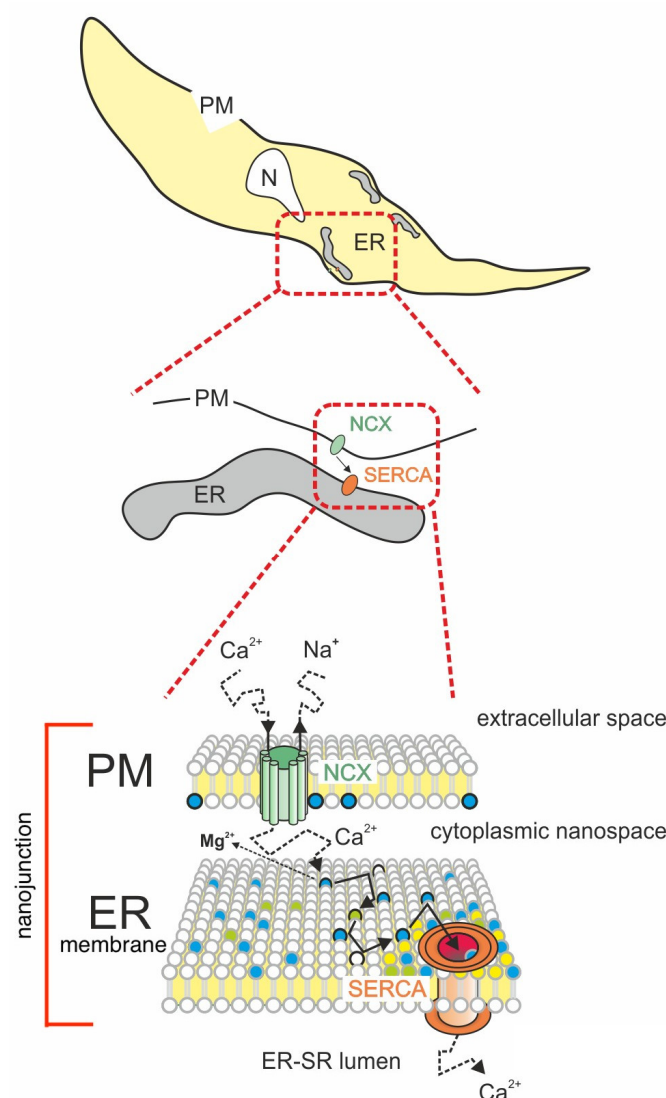 PM
N
ER
PM
NCX
SERCA
ER
Ca2+ Na+
extracellular space
PM
NCX
cytoplasmic nanospace
Mg2+ Ca2+
nanojunction
ER
membrane
SERCA
ER-SR lumen
Ca2+